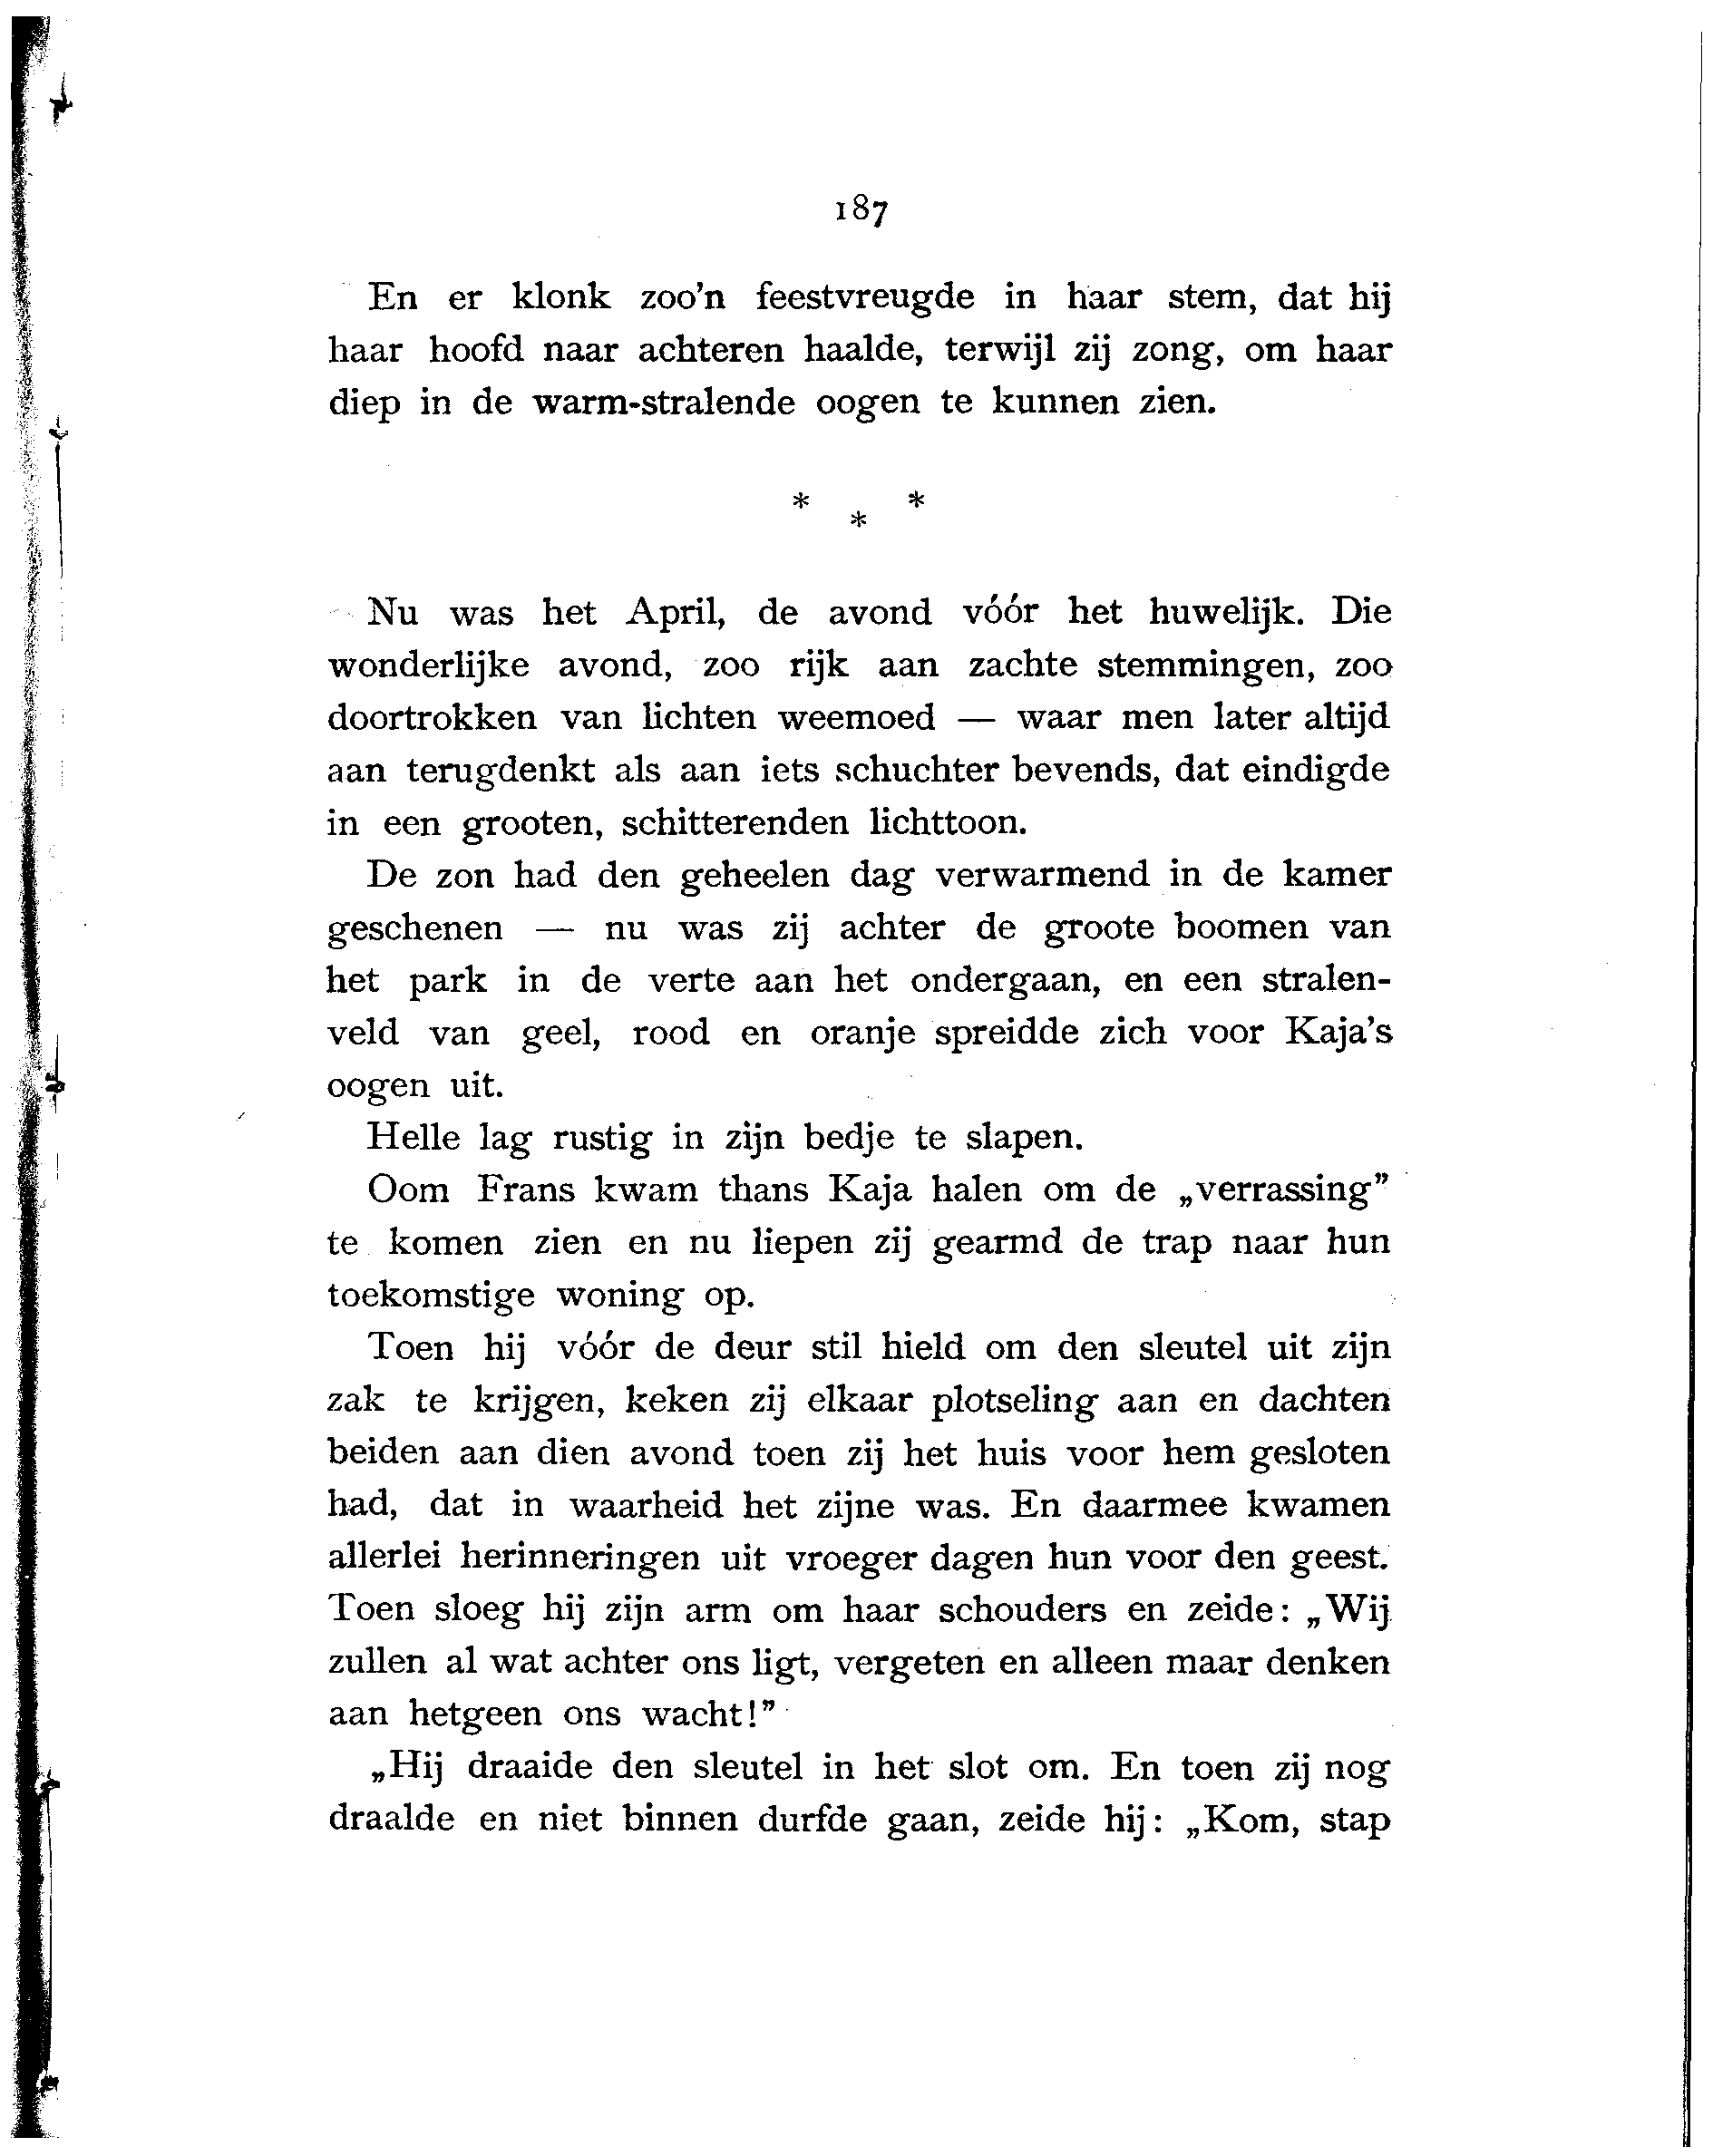 187
En er klonk zoo'n feestvreugde in haar stem, dat hij
haar hoofd naar achteren haalde, terwijl zij zong, om haar
diep in de warm-stralende oogen te kunnen zien.
* * *
Nu was het April, de avond vóór het huwelijk. Die
wonderlijke avond, zoo rijk aan zachte stemmingen, zoo
doortrokken van lichten weemoed — waar men later altijd
aan terugdenkt als aan iets schuchter bevends, dat eindigde
in een grooten, schitterenden lichttoon.
De zon had den geheelen dag verwarmend in de kamer
geschenen — nu was zij achter de groote boomen van
het park in de verte aan het ondergaan, en een stralen-
veld van geel, rood en oranje spreidde zich voor Kaja's
oogen uit.
Helle lag rustig in zijn bedje te slapen.
Oom Frans kwam thans Kaja halen om de „verrassing”
te komen zien en nu liepen zij gearmd de trap naar hun
toekomstige woning op.
Toen hij vóór de deur stil hield om den sleutel uit zijn
zak te krijgen, keken zij elkaar plotseling aan en dachten
beiden aan dien avond toen zij het huis voor hem gesloten
had, dat in waarheid het zijne was. En daarmee kwamen
allerlei herinneringen uit vroeger dagen hun voor den geest.
Toen sloeg hij zijn arm om haar schouders en zeide: „Wij
zullen al wat achter ons ligt, vergeten en alleen maar denken
aan hetgeen ons wacht!”
„Hij draaide den sleutel in het slot om. En toen zij nog
draalde en niet binnen durfde gaan, zeide hij: „Kom, stap